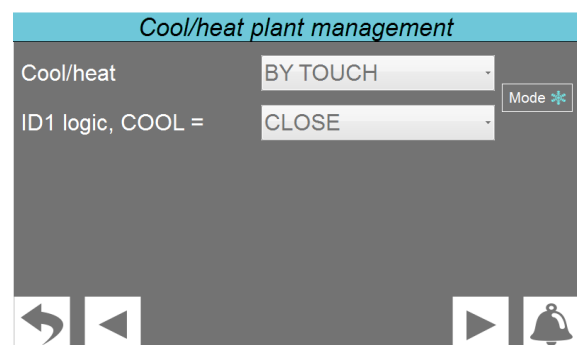 Cool/heat plant management
Cool/heat BY TOUCH
Mode
ID1 logic, COOL = CLOSE